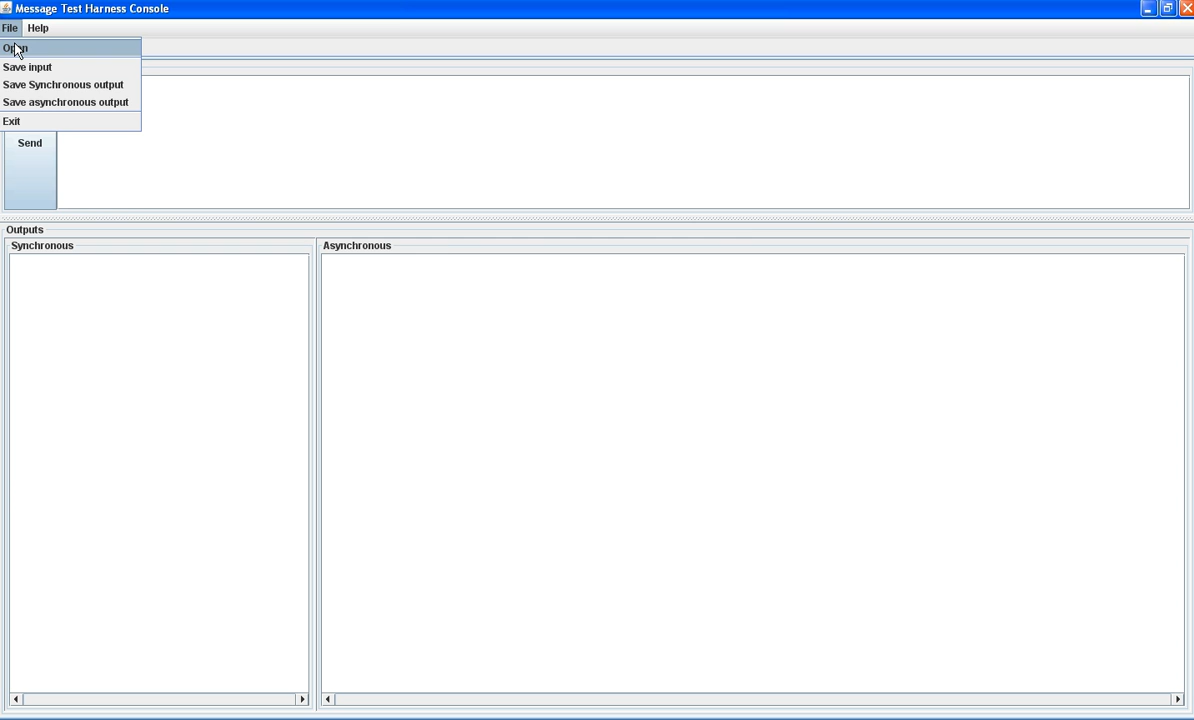 Message Test Harness Console
File Help
Open
Save input
Save Synchronous output
Save asynchronous output
Exit
Send
Outputs
Synchronous
Asynchronous